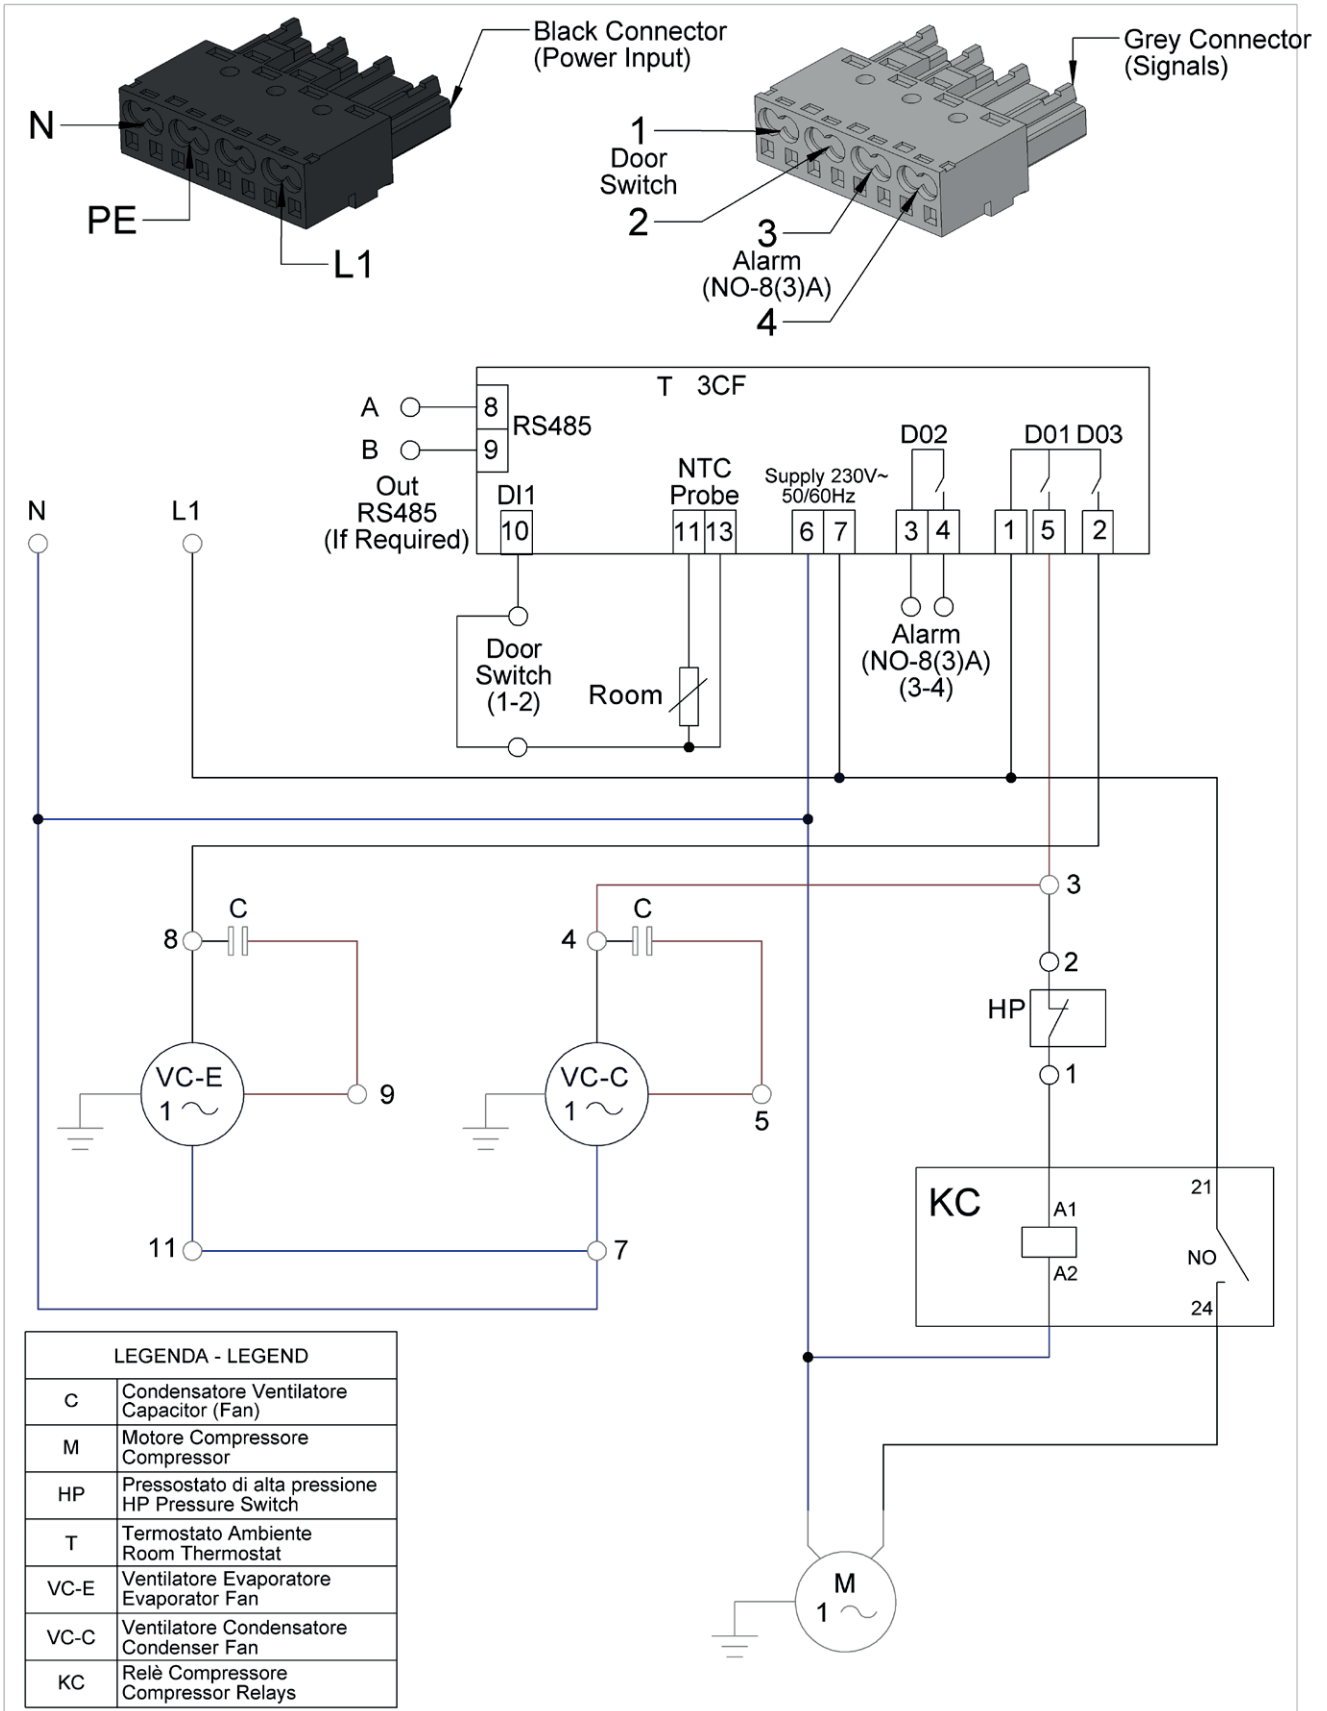 Black Connector
(Power Input)
N
PE
L1
Grey Connector
(Signals)
1
Door
Switch
2
3
Alarm
(NO-8(3)A)
4
T 3CF
A
8
RS485
B
9
Out
RS485
(If Required)
DI1
10
NTC
Probe
11 13
Supply 230V~
50/60Hz
6 7
D02
3 4
D01 D03
1 5 2
N
L1
Door
Switch
(1-2)
Room
Alarm
(NO-8(3)A)
(3-4)
3
8
C
4
C
2
HP
1
VC-E
1
9
VC-C
1
5
KC
A1
A2
21
NO
24
11
7
M
1
LEGENDA - LEGEND
C
Condensatore Ventilatore
Capacitor (Fan)
M
Motore Compressore
Compressor
HP
Pressostato di alta pressione
HP Pressure Switch
T
Termostato Ambiente
Room Thermostat
VC-E
Ventilatore Evaporatore
Evaporator Fan
VC-C
Ventilatore Condensatore
Condenser Fan
KC
Relè Compressore
Compressor Relays